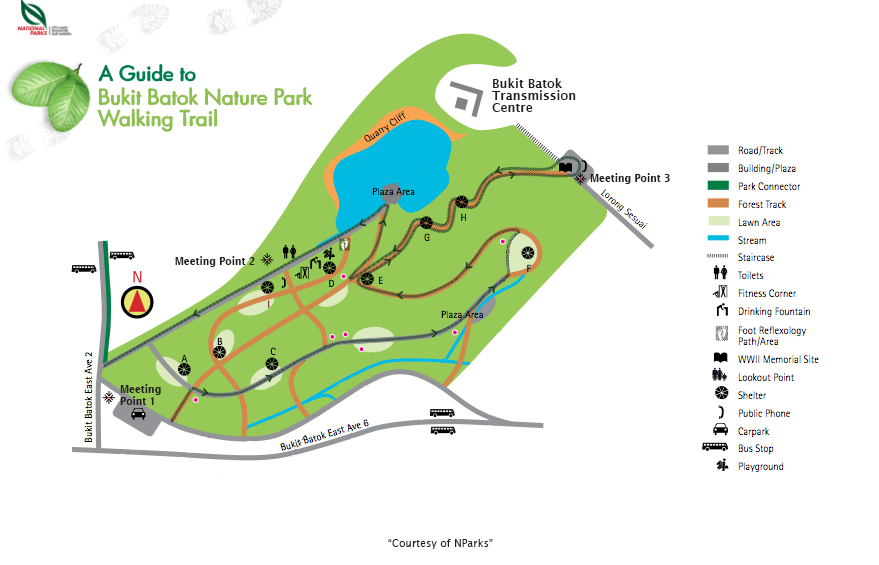 NATIONAL
PARKS
A Guide to
Bukit Batok Nature Park
Walking Trail
Bukit Batok
Transmission
Centre
Quarry Cliff
Plaza Area
Meeting Point 3
Lorong Sesuai
H
G
Meeting Point 2
F
D
E
N
I
Plaza Area
B
C
A
Meeting
Point 1
Bukit Batok East Ave 2
Bukit Batok East Ave 6
Road/Track
Building/Plaza
Park Connector
Forest Track
Lawn Area
Stream
Staircase
Toilets
Fitness Corner
Drinking Fountain
Foot Reflexology
Path/Area
WWII Memorial Site
Lookout Point
Shelter
Public Phone
Carpark
Bus Stop
Playground
“Courtesy of NParks”